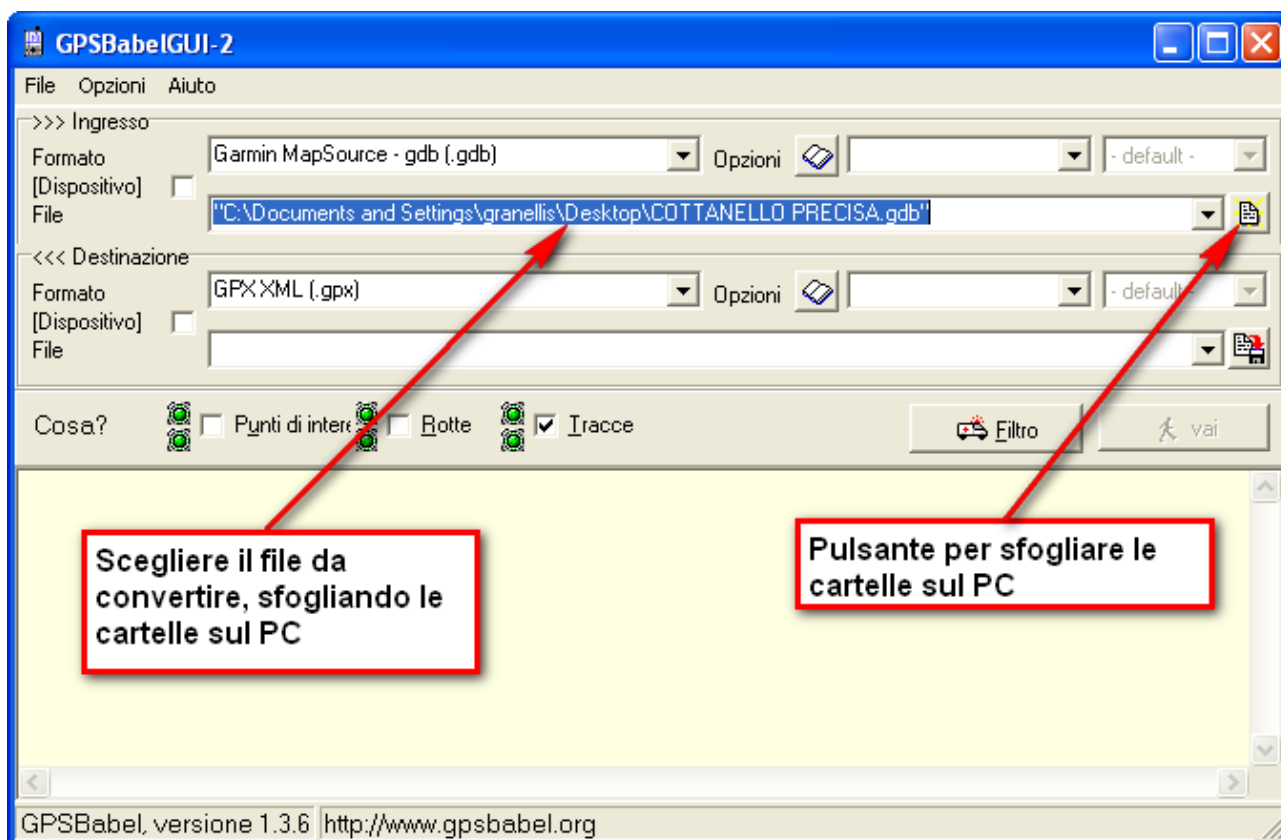 GPSBabelGUI-2
File Opzioni Aiuto
>>> Ingresso
Formato Garmin MapSource - gdb (.gdb) Opzioni - default -
[Dispositivo]
File "C:\Documents and Settings\granellis\Desktop\COTTANELLO PRECISA.gdb"
<<< Destinazione
Formato GPX XML (.gpx) Opzioni - default -
[Dispositivo]
File
Cosa? Punti di intere Rotte Tracce Filtro vai
Scegliere il file da
convertire, sfogliando le
cartelle sul PC
Pulsante per sfogliare le
cartelle sul PC
GPSBabel, versione 1.3.6 http://www.gpsbabel.org